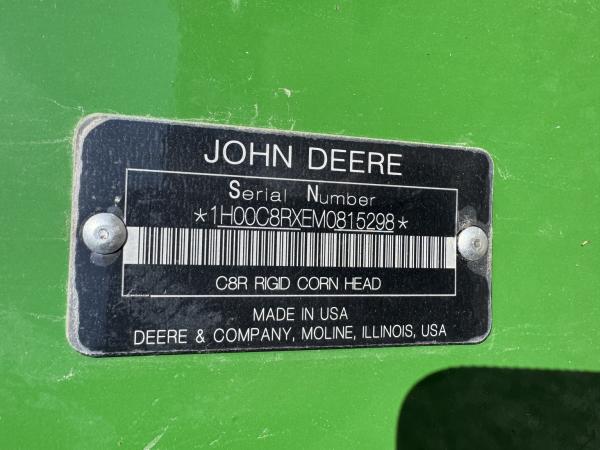 JOHN DEERE
Serial Number
*1H00C8RXEM0815298*
C8R RIGID CORN HEAD
MADE IN USA
DEERE & COMPANY, MOLINE, ILLINOIS, USA